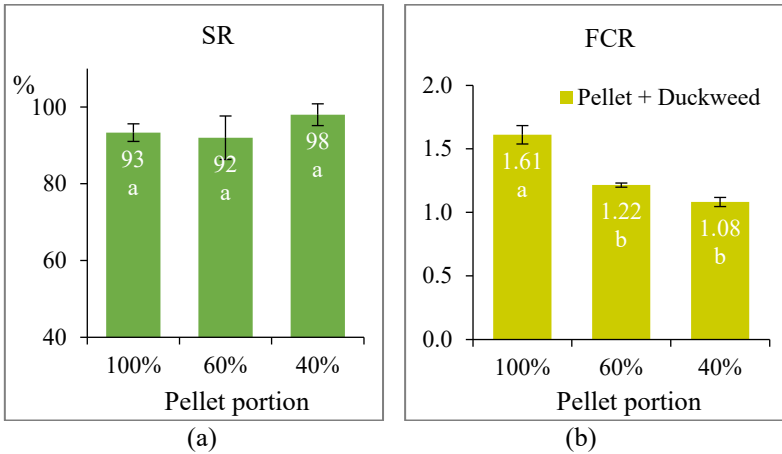 SR
%
100
80
60
40
93
a
92
a
98
a
100%
60%
40%
Pellet portion
(a)
FCR
Pellet + Duckweed
2.0
1.5
1.0
0.5
0.0
1.61
a
1.22
b
1.08
b
100%
60%
40%
Pellet portion
(b)